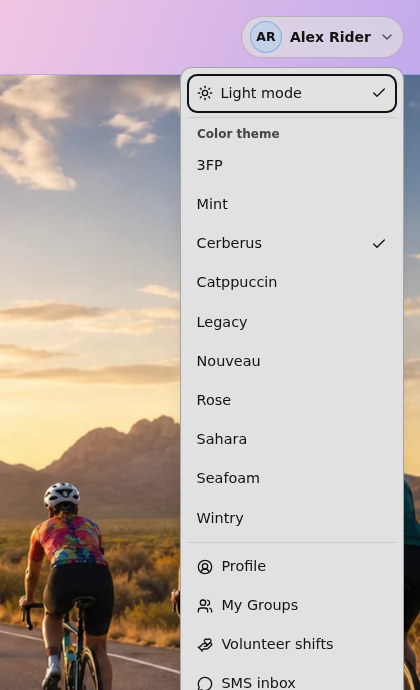 AR Alex Rider
Light mode
Color theme
3FP
Mint
Cerberus
Catppuccin
Legacy
Nouveau
Rose
Sahara
Seafoam
Wintry
Profile
My Groups
Volunteer shifts
SMS inbox